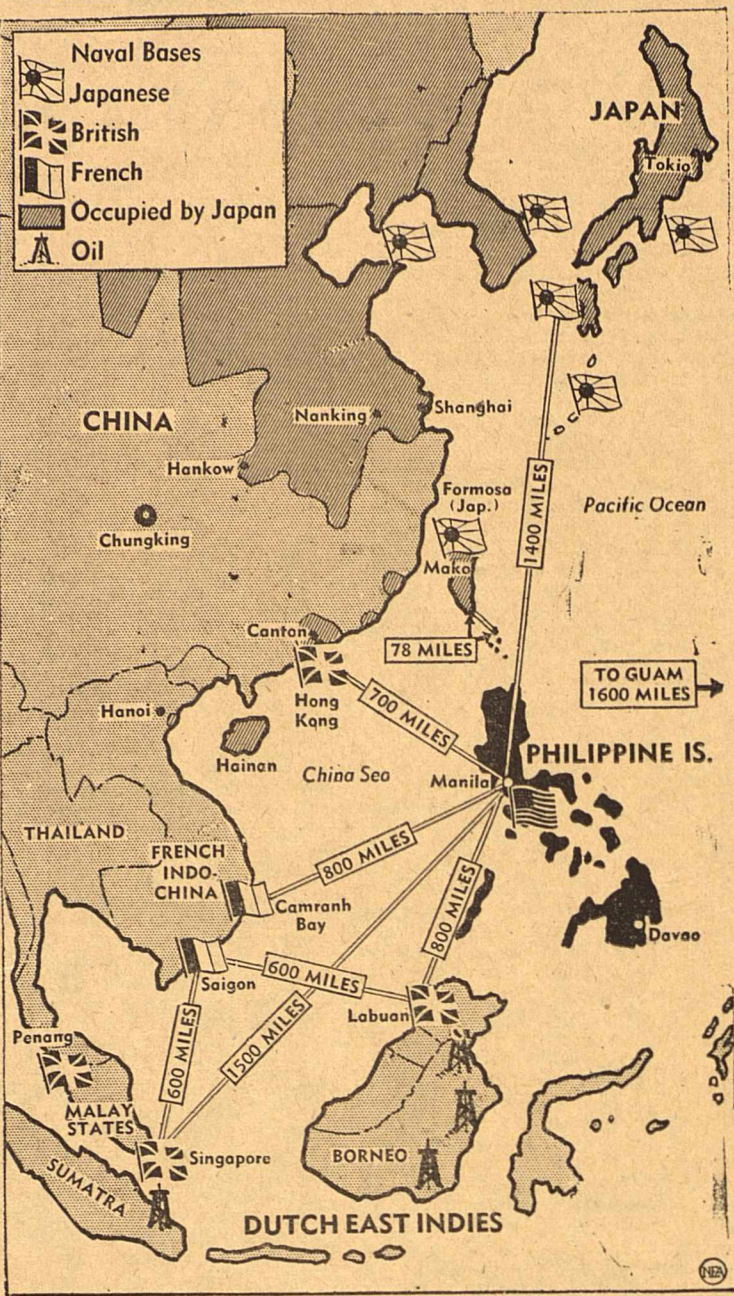 Naval Bases
Japanese
British
French
Occupied by Japan
Oil
JAPAN
Tokio
CHINA
Nanking
Shanghai
Hankow
Chungking
Formosa
(Jap.)
Mako
1400 MILES
Pacific Ocean
Canton
78 MILES
TO GUAM
1600 MILES
Hong
Kong
700 MILES
Hanoi
Hainan
China Sea
PHILIPPINE IS.
Manila
THAILAND
FRENCH
INDO-
CHINA
800 MILES
Camranh
Bay
800 MILES
Davao
Saigon
600 MILES
Labuan
600 MILES
1500 MILES
Penang
MALAY
STATES
Singapore
BORNEO
SUMATRA
DUTCH EAST INDIES
NEA